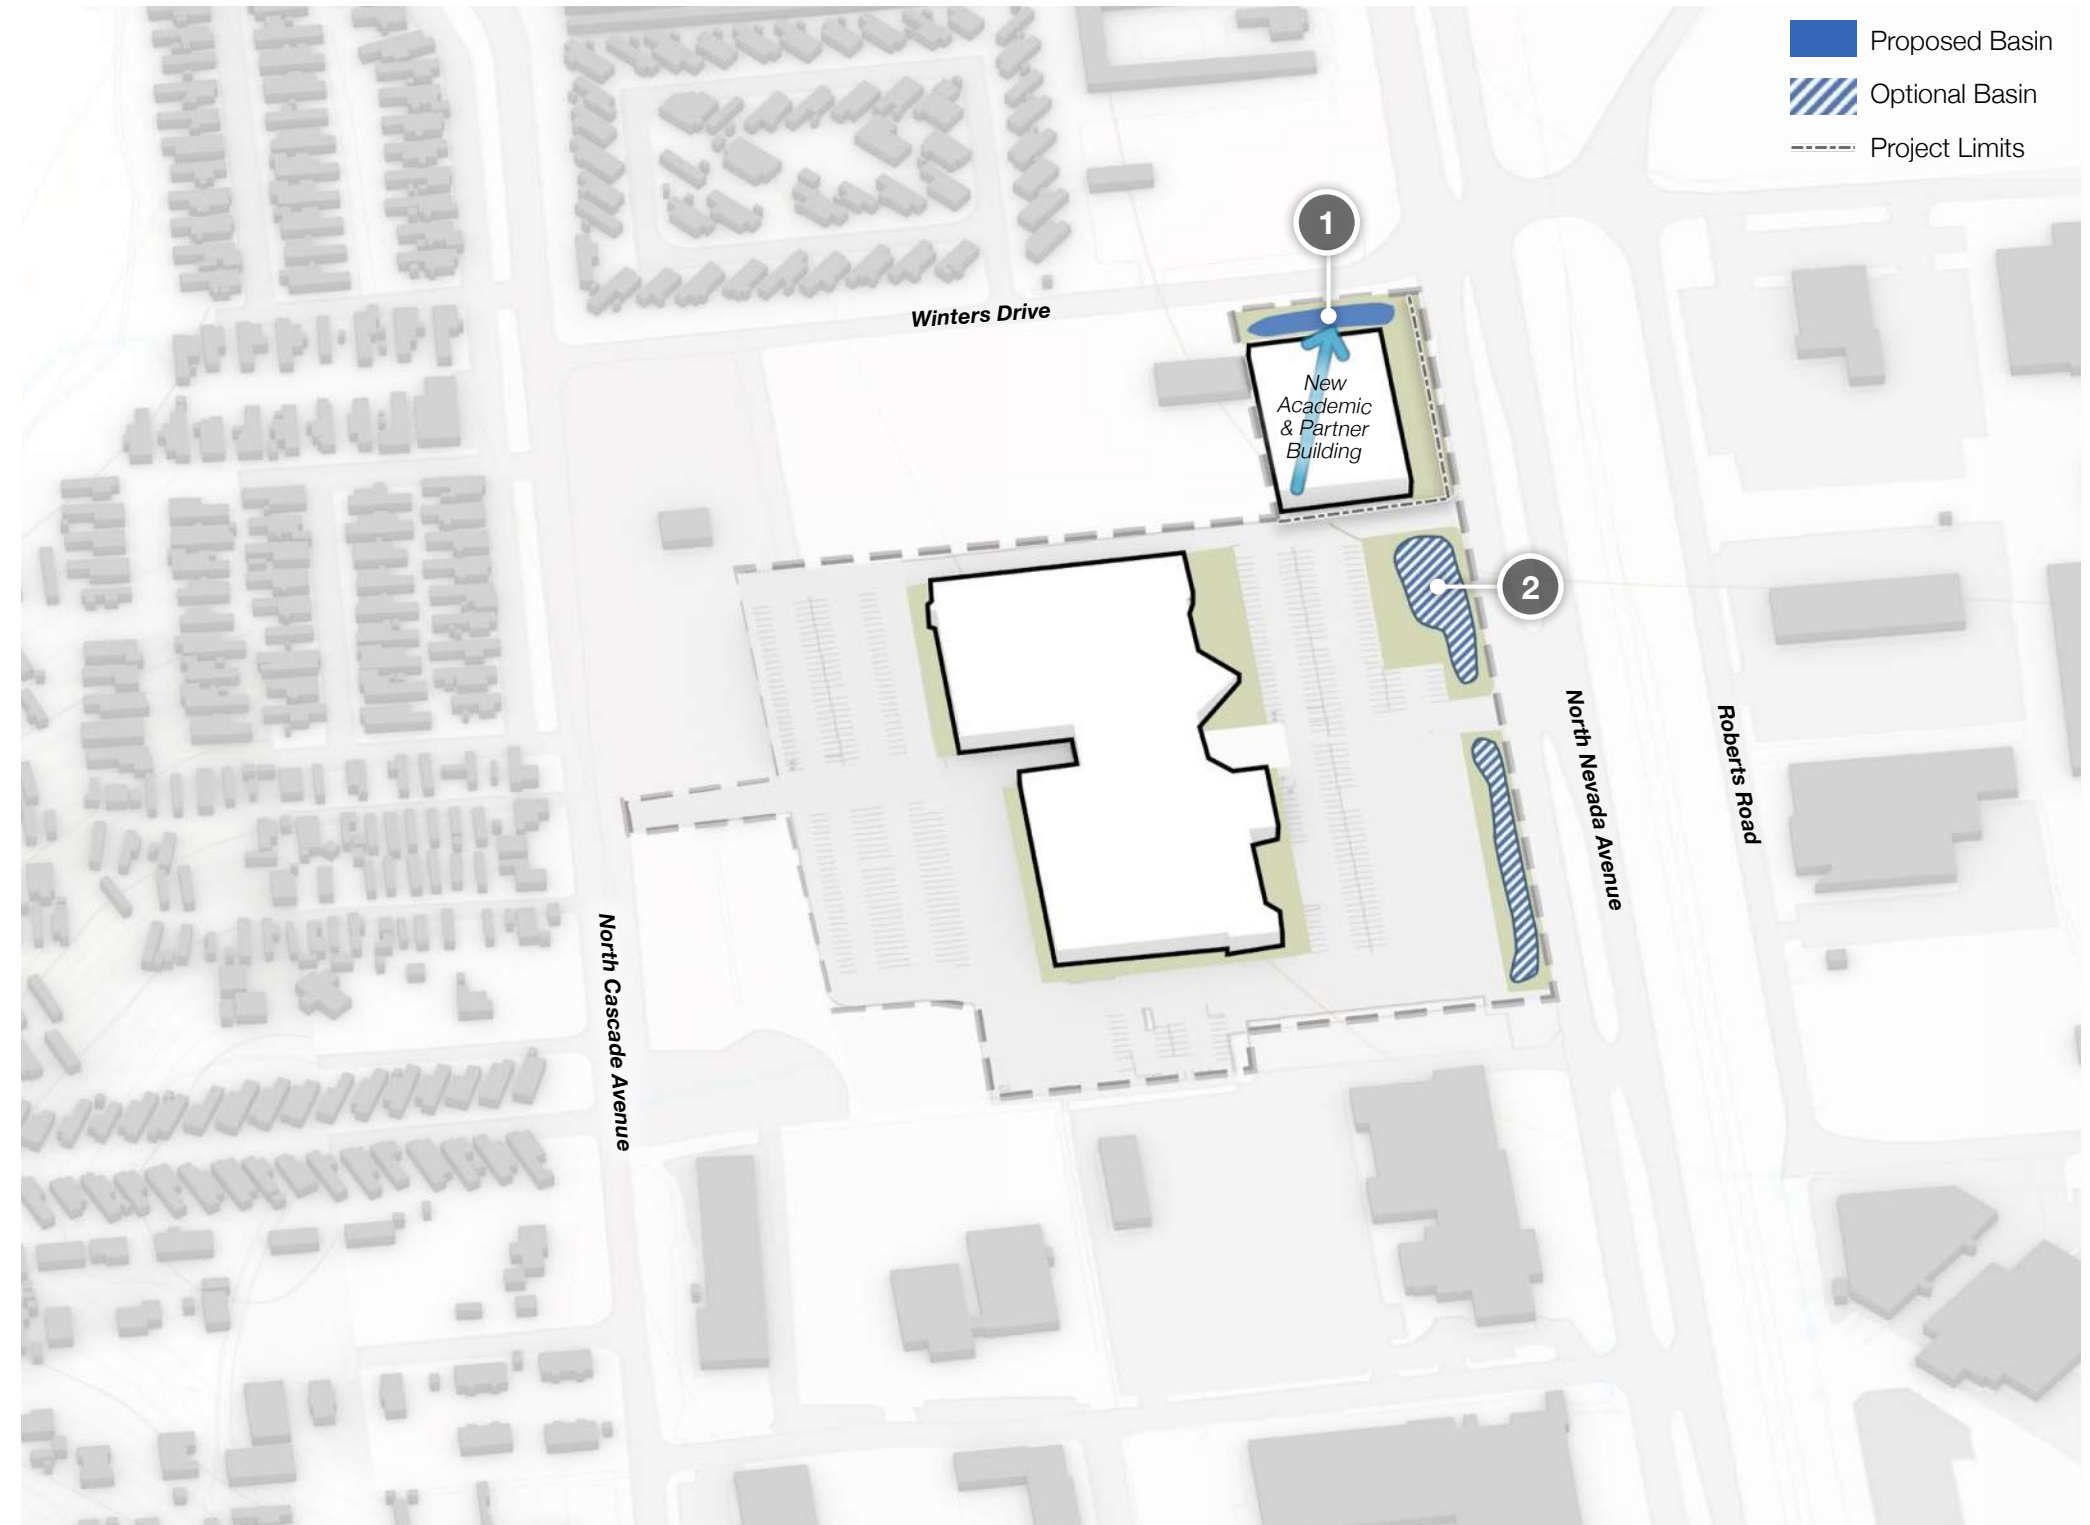 Proposed Basin
Optional Basin
Project Limits
1
Winters Drive
New
Academic
& Partner
Building
2
North Nevada Avenue
Roberts Road
North Cascade Avenue